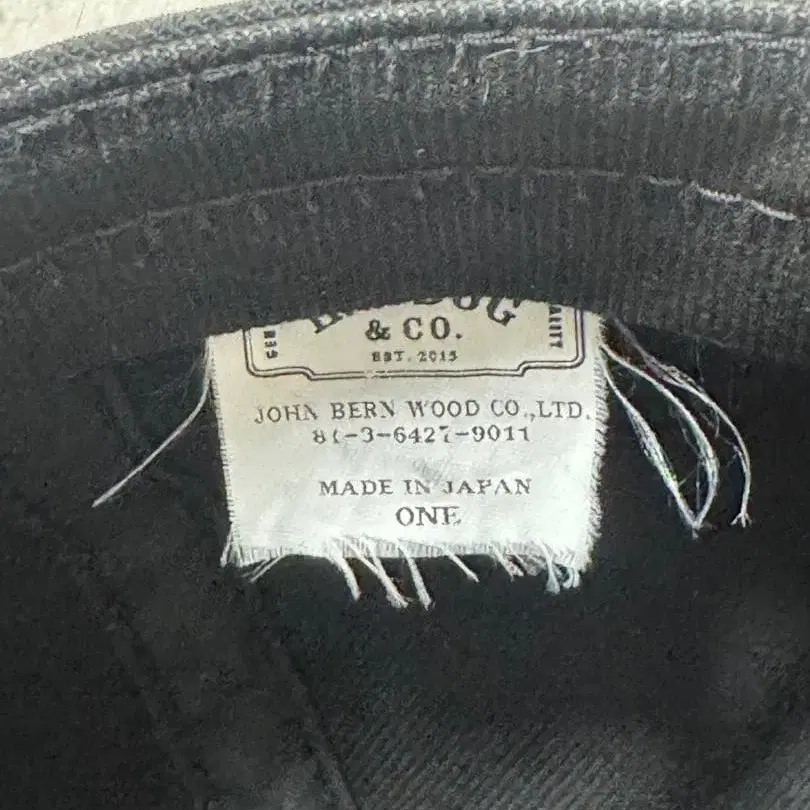 & CO.
EST. 2015
JOHN BERN WOOD CO.,LTD.
81-3-6427-9011
MADE IN JAPAN
ONE